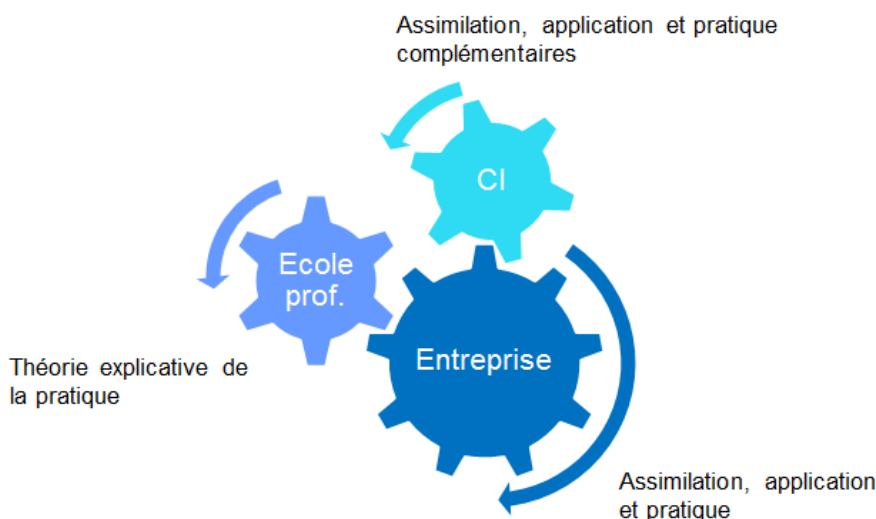 Assimilation, application et pratique
complémentaires
CI
Ecole
prof.
Entreprise
Théorie explicative de
la pratique
Assimilation, application
et pratique